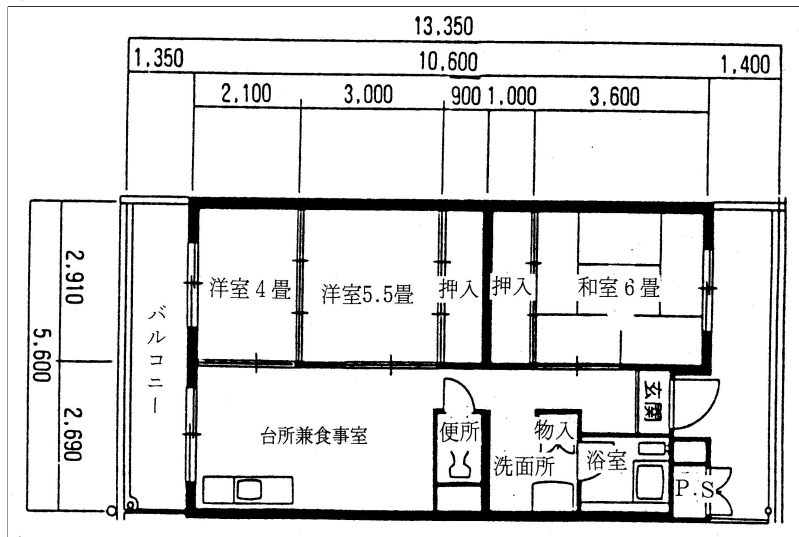 13.350
1.350
10.600
1.400
2.100
3.000
900
1.000
3.600
2.910
5.600
2.690
洋室4畳
洋室5.5畳
押入
押入
和室6畳
バルコニー
玄関
台所兼食事室
便所
物入
洗面所
浴室
P.S